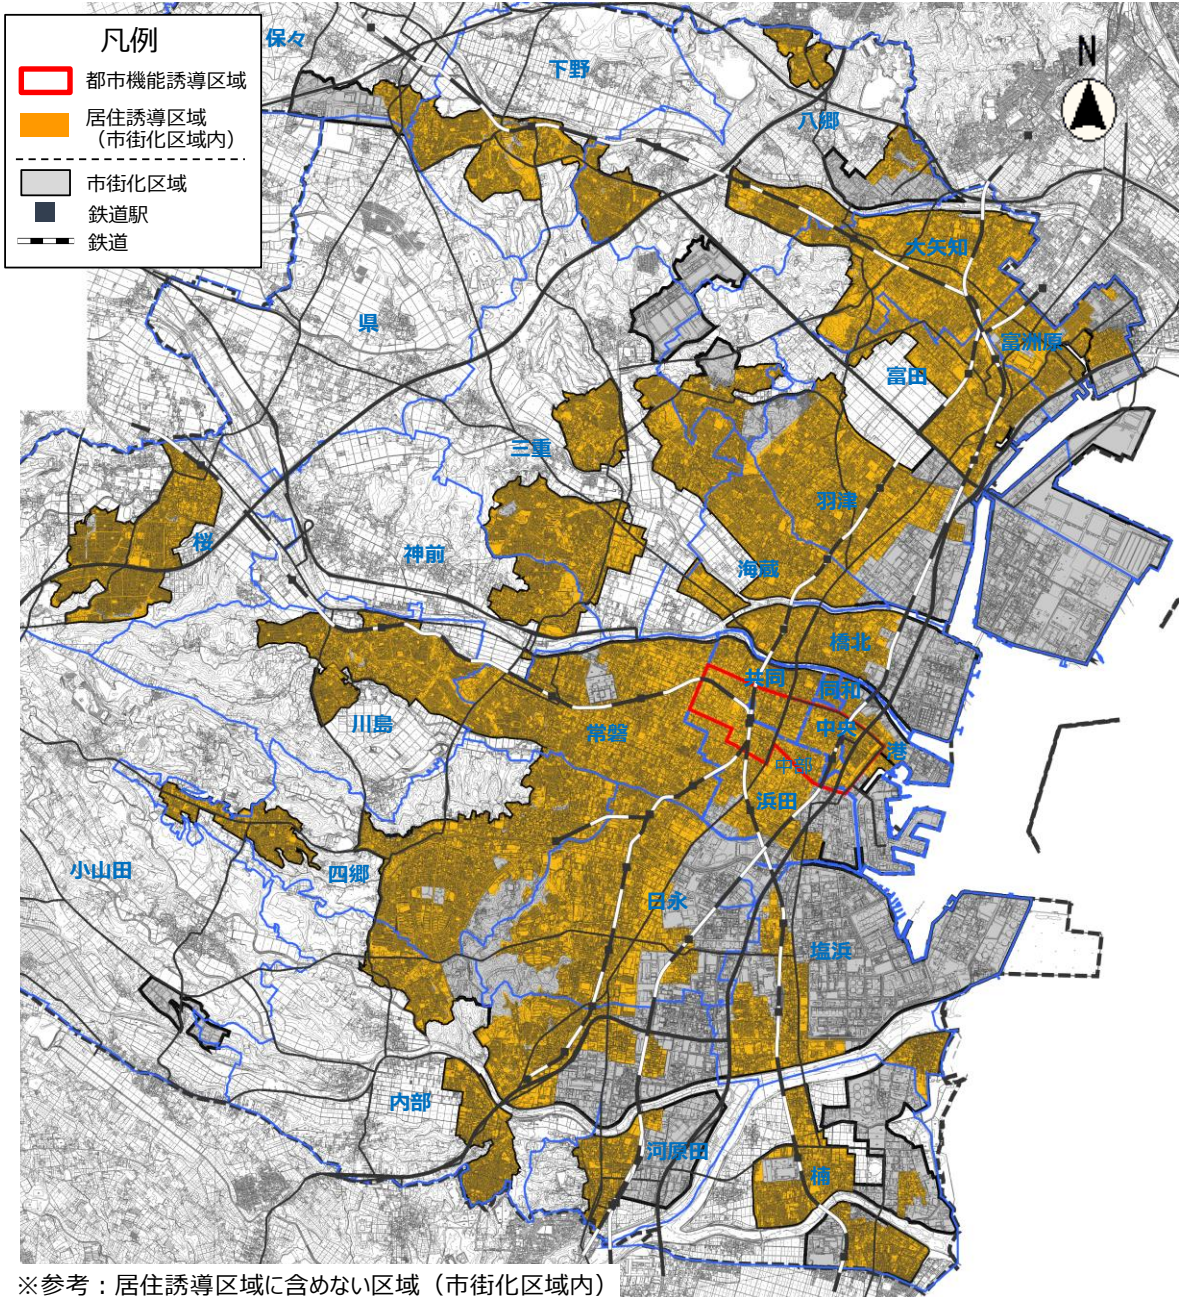 凡例
都市機能誘導区域
居住誘導区域
（市街化区域内）
市街化区域
鉄道駅
鉄道
N
保々
下野
八郷
大矢知
県
富洲原
富田
三重
羽津
桜
神前
海蔵
橋北
共同
同和
川島
常磐
中央
港
中部
浜田
小山田
四郷
日永
塩浜
内部
河原田
楠
※参考：居住誘導区域に含めない区域（市街化区域内）